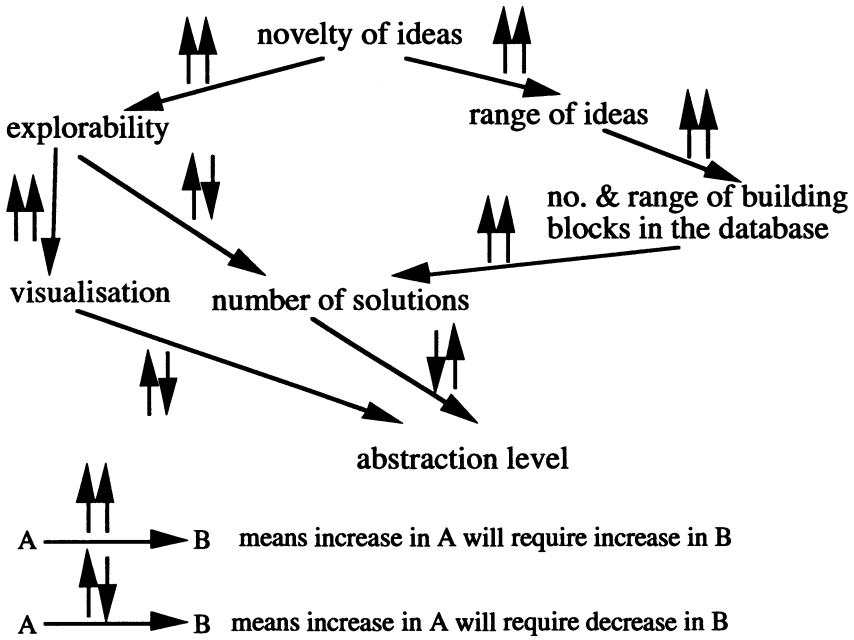 novelty of ideas
explorability
range of ideas
no. & range of building
blocks in the database
visualisation
number of solutions
abstraction level
A B means increase in A will require increase in B
A B means increase in A will require decrease in B